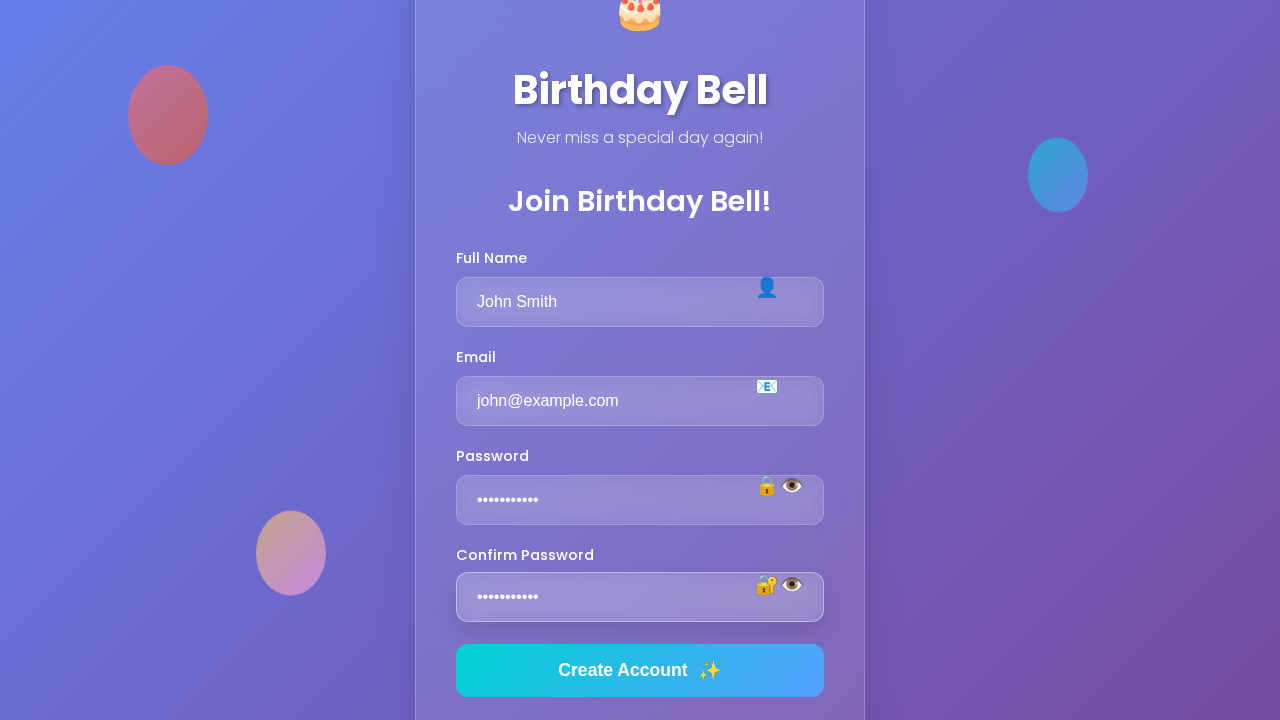 Birthday Bell
Never miss a special day again!
Join Birthday Bell!
Full Name
John Smith
Email
john@example.com
Password
•••••••••••
Confirm Password
•••••••••••
Create Account ✨